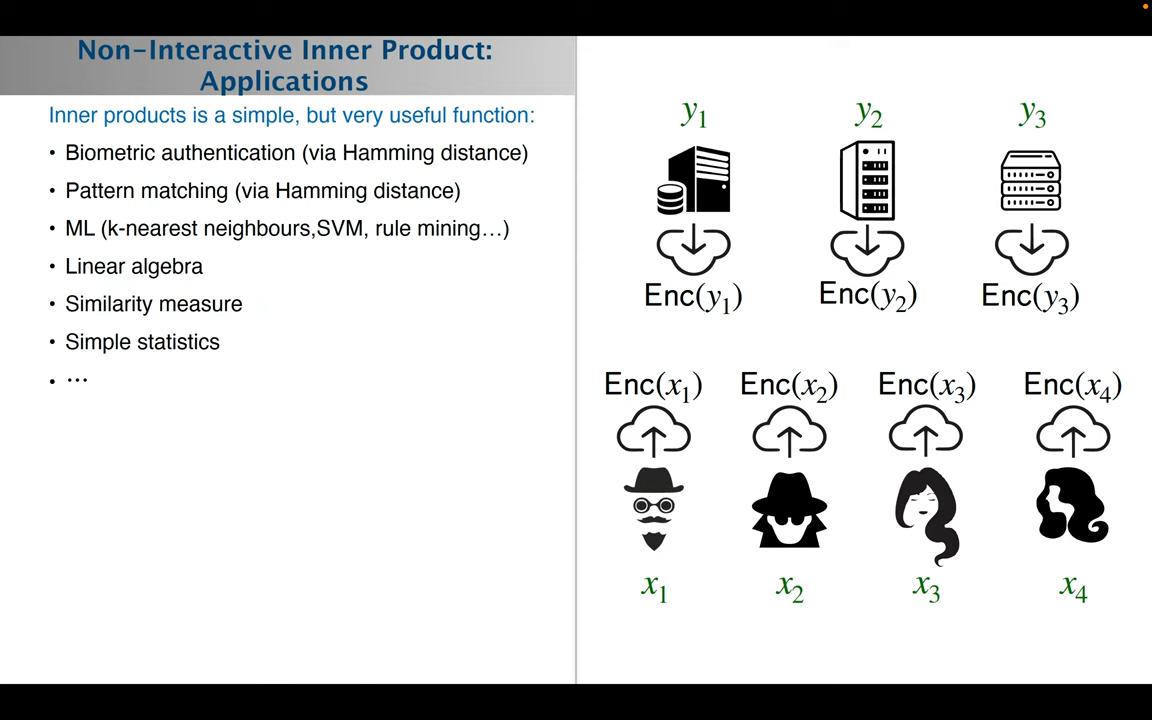 Non-Interactive Inner Product:
Applications
Inner products is a simple, but very useful function:
• Biometric authentication (via Hamming distance)
• Pattern matching (via Hamming distance)
• ML (k-nearest neighbours,SVM, rule mining…)
• Linear algebra
• Similarity measure
• Simple statistics
• …
y₁ y₂ y₃
Enc(y₁) Enc(y₂) Enc(y₃)
Enc(x₁) Enc(x₂) Enc(x₃) Enc(x₄)
x₁ x₂ x₃ x₄